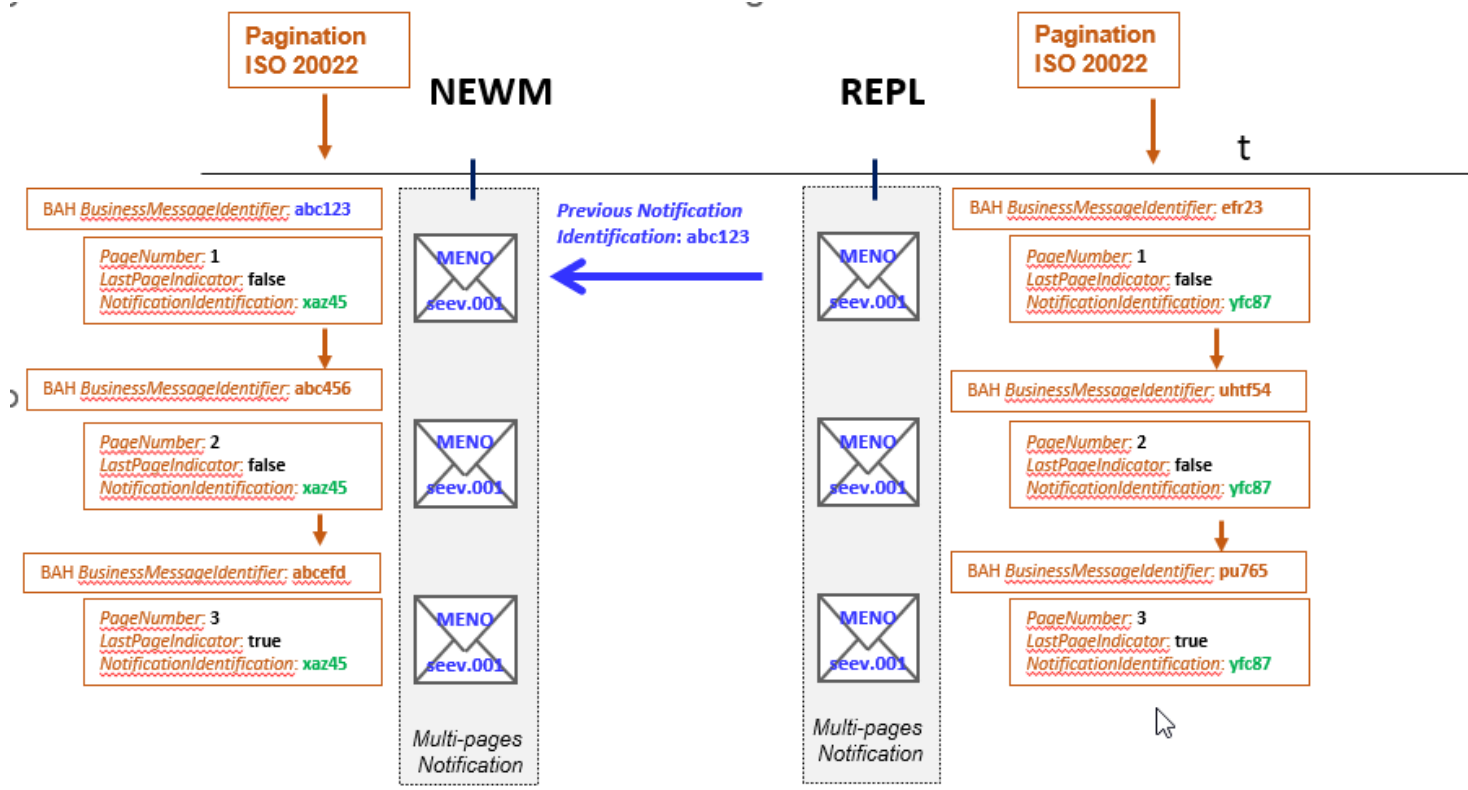 Pagination
ISO 20022
NEWM
REPL
Pagination
ISO 20022
t
BAH BusinessMessageIdentifier: abc123
PageNumber: 1
LastPageIndicator: false
NotificationIdentification: xaz45
BAH BusinessMessageIdentifier: abc456
PageNumber: 2
LastPageIndicator: false
NotificationIdentification: xaz45
BAH BusinessMessageIdentifier: abcefd
PageNumber: 3
LastPageIndicator: true
NotificationIdentification: xaz45
MENO
seev.001
MENO
seev.001
MENO
seev.001
Multi-pages
Notification
Previous Notification
Identification: abc123
MENO
seev.001
MENO
seev.001
MENO
seev.001
Multi-pages
Notification
BAH BusinessMessageIdentifier: efr23
PageNumber: 1
LastPageIndicator: false
NotificationIdentification: yfc87
BAH BusinessMessageIdentifier: uhtf54
PageNumber: 2
LastPageIndicator: false
NotificationIdentification: yfc87
BAH BusinessMessageIdentifier: pu765
PageNumber: 3
LastPageIndicator: true
NotificationIdentification: yfc87